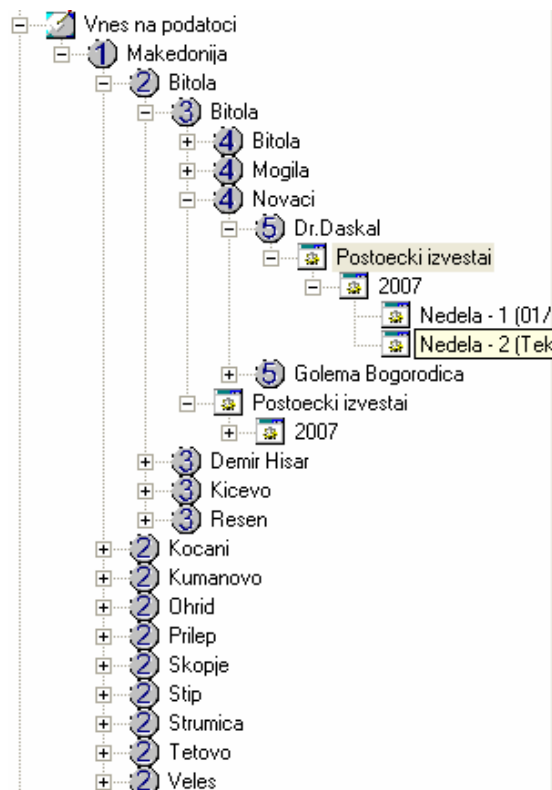 Vnes na podatoci
1 Makedonija
2 Bitola
3 Bitola
4 Bitola
4 Mogila
4 Novaci
5 Dr.Daskal
Postoecki izvestai
2007
Nedela - 1 (01/
Nedela - 2 (Tek
5 Golema Bogorodica
Postoecki izvestai
2007
3 Demir Hisar
3 Kicevo
3 Resen
2 Kocani
2 Kumanovo
2 Ohrid
2 Prilep
2 Skopje
2 Stip
2 Strumica
2 Tetovo
2 Veles